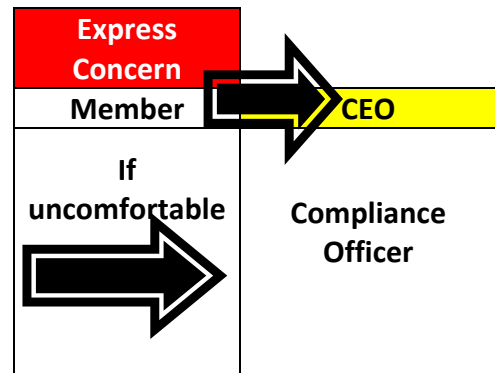 Express
Concern
Member
CEO
If
uncomfortable
Compliance
Officer